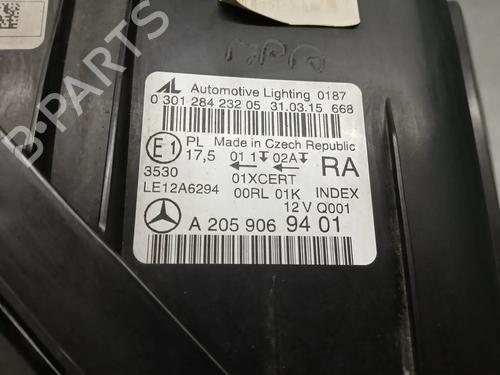 AL Automotive Lighting 0187
0 301 284 232 05 31.03.15 668
E1 PL Made in Czech Republic
17,5 01 1 02A RA
3530 01XCERT
LE12A6294 00RL 01K INDEX
12 V Q001
A 205 906 94 01